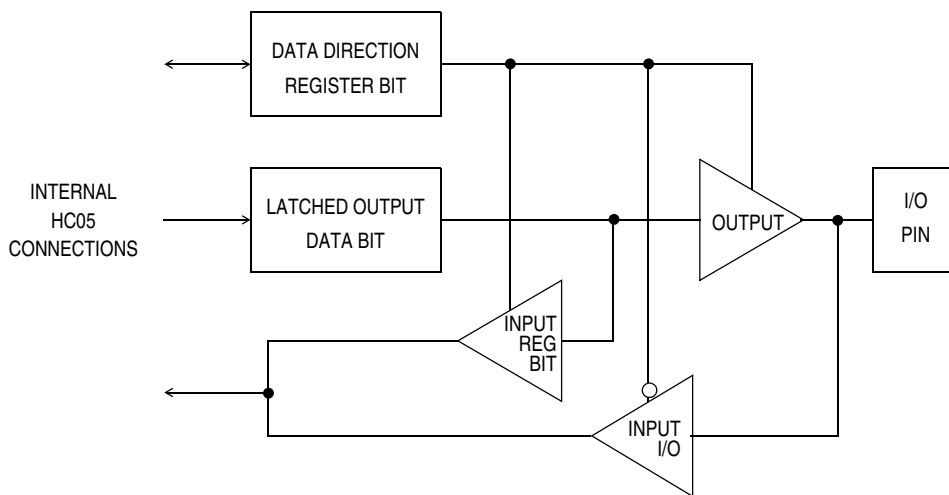 DATA DIRECTION
REGISTER BIT
INTERNAL
HC05
CONNECTIONS
LATCHED OUTPUT
DATA BIT
OUTPUT
I/O
PIN
INPUT
REG
BIT
INPUT
I/O